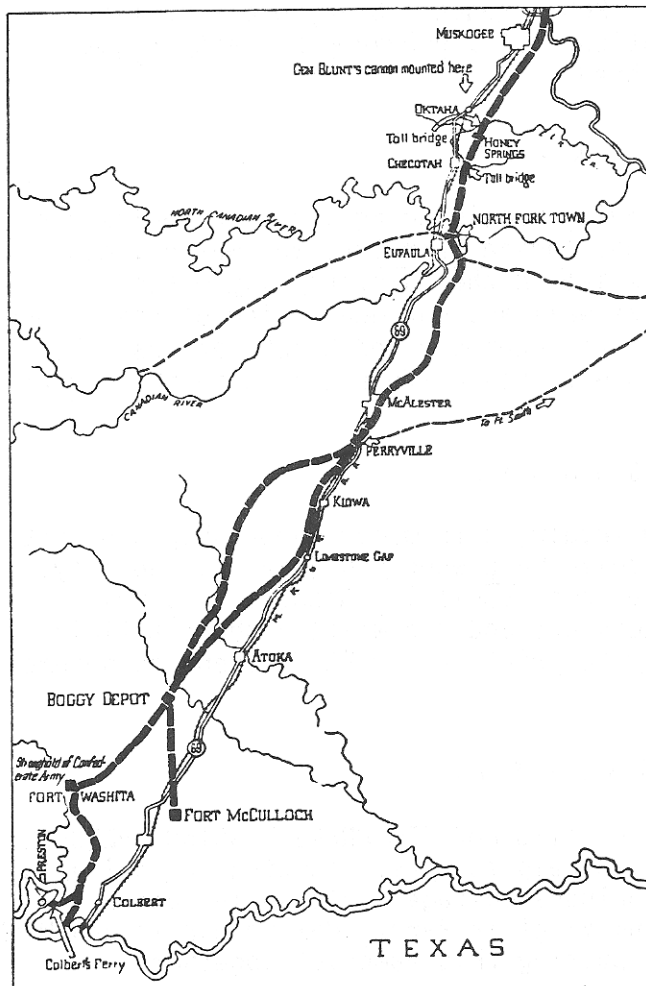 MUSKOGEE
GEN BLUNT'S CANNON MOUNTED HERE
OKTAHA
Toll bridge
HONEY
SPRINGS
CHECOTAH
Toll bridge
NORTH CANADIAN RIVER
NORTH FORK TOWN
EUFAULA
69
CANADIAN RIVER
MCALESTER
To Ft. Smith
PERRYVILLE
KIOWA
LIMESTONE GAP
ATOKA
BOGGY DEPOT
69
Stronghold of Confed-
erate Army
FORT WASHITA
FORT MCCULLOCH
PRESTON
COLBERT
Colbert's Ferry
TEXAS